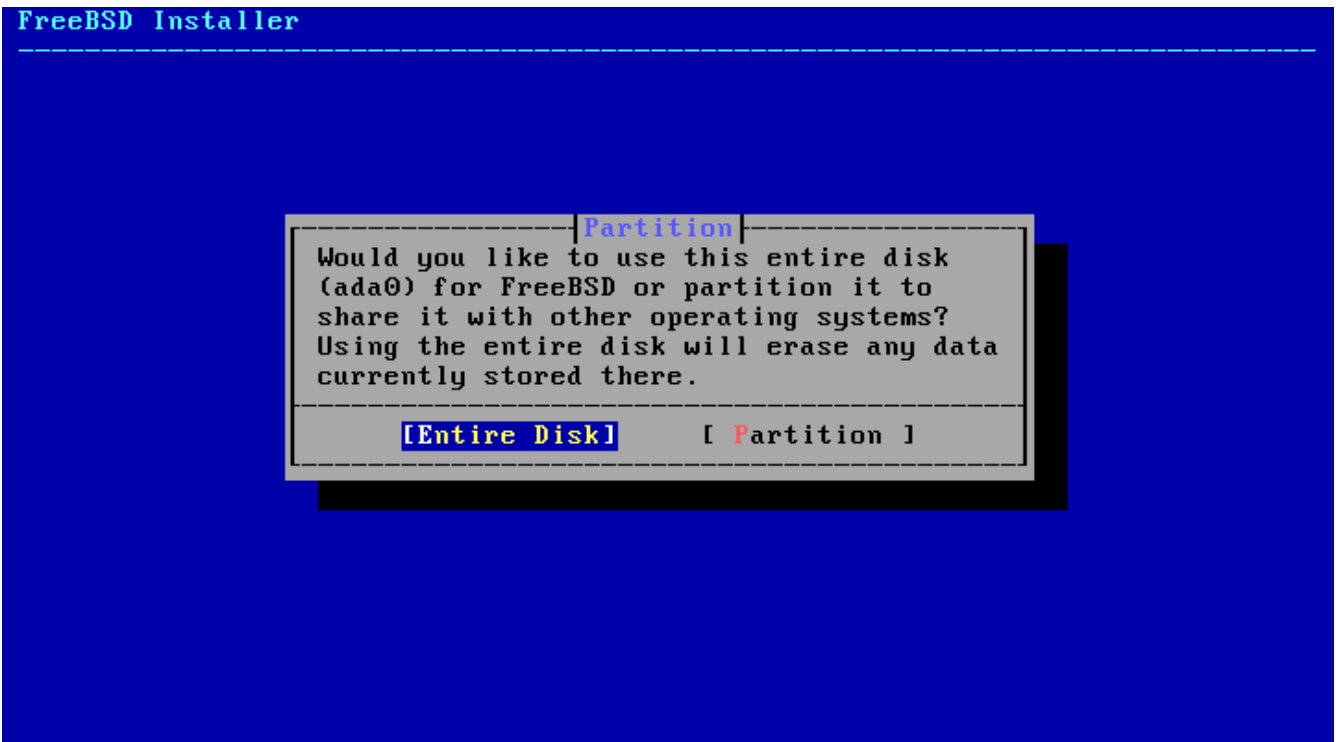 FreeBSD Installer
Partition
Would you like to use this entire disk
(ada0) for FreeBSD or partition it to
share it with other operating systems?
Using the entire disk will erase any data
currently stored there.
[Entire Disk] [ Partition ]